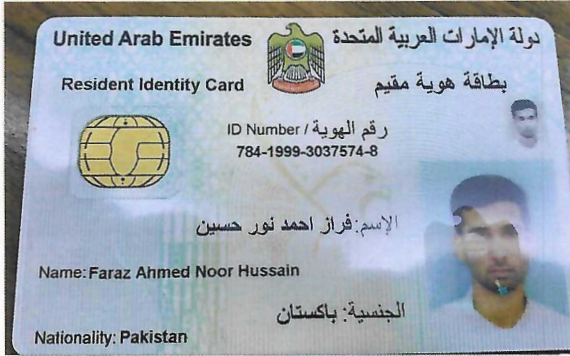 United Arab Emirates دولة الإمارات العربية المتحدة
Resident Identity Card بطاقة هوية مقيم
ID Number / رقم الهوية
784-1999-3037574-8
الإسم: فراز احمد نور حسين
Name: Faraz Ahmed Noor Hussain
الجنسية: باكستان
Nationality: Pakistan